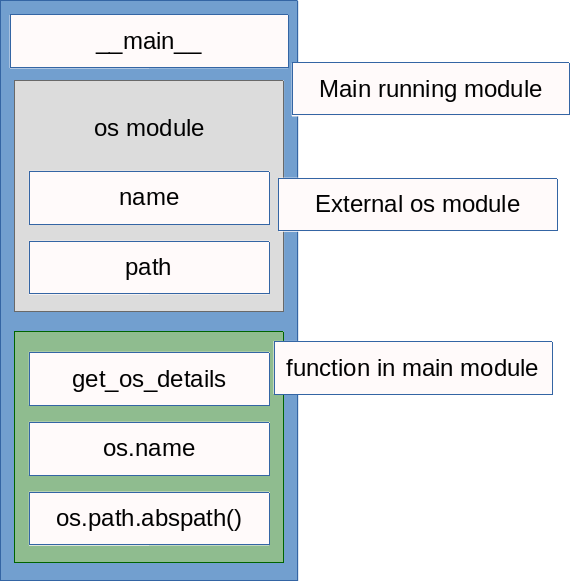 __main__
Main running module
os module
name
External os module
path
function in main module
get_os_details
os.name
os.path.abspath()